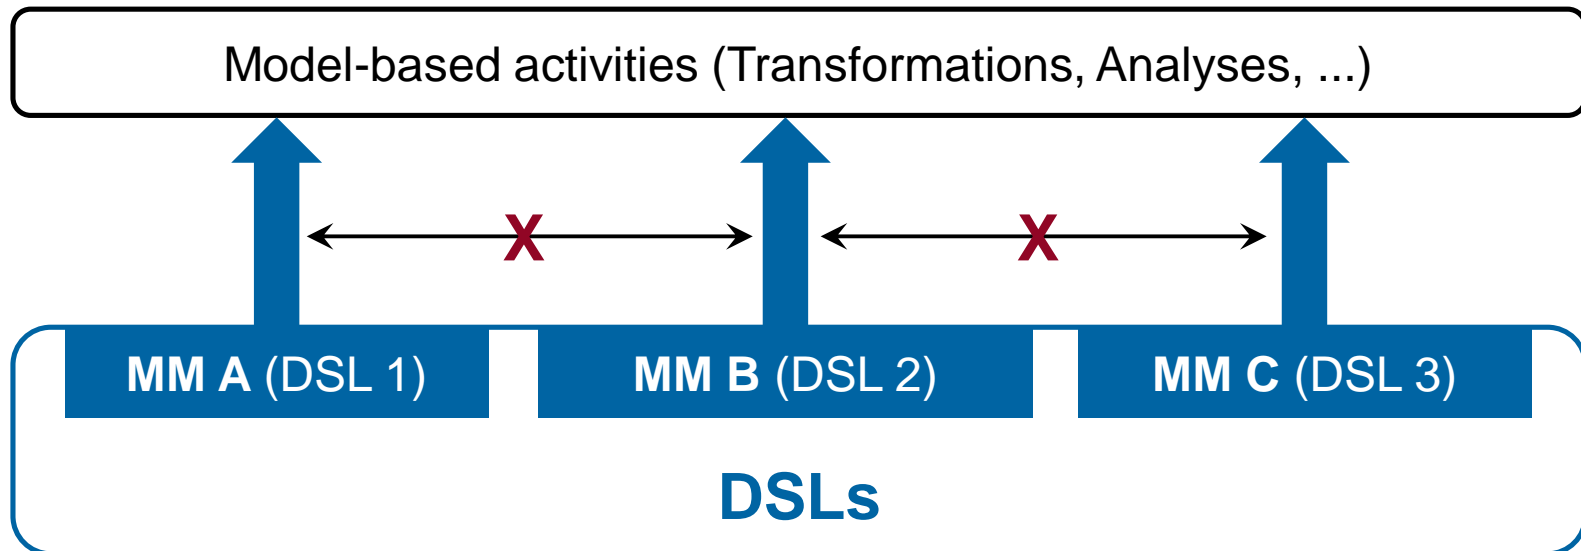 Model-based activities (Transformations, Analyses, ...)
X X
MM A (DSL 1) MM B (DSL 2) MM C (DSL 3)
DSLs